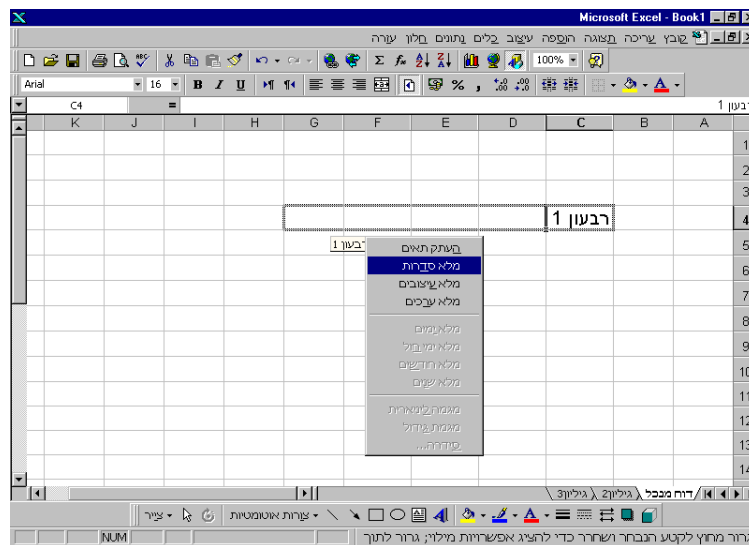 Microsoft Excel - Book1
קובץ עריכה תצוגה הוספה עיצוב כלים נתונים חלון עזרה
100%
Arial 16 B I U %
C4 = רבעון 1
K J I H G F E D C B A
1
2
3
רבעון 1 4
רבעון 1 5
העתק תאים
מלא סדרות 6
מלא עיצובים
מלא ערכים 7
מלא ימים 8
מלא ימי חול 9
מלא חודשים 10
מלא שנים
מגמה לינארית 11
מגמת גידול 12
סידרה... 13
14
דוח מנכל גיליון2 גיליון3
צייר צורות אוטומטיות
גרור מחוץ לקטע הנבחר ושחרר כדי להציג אפשרויות מילוי; גרור לתוך NUM